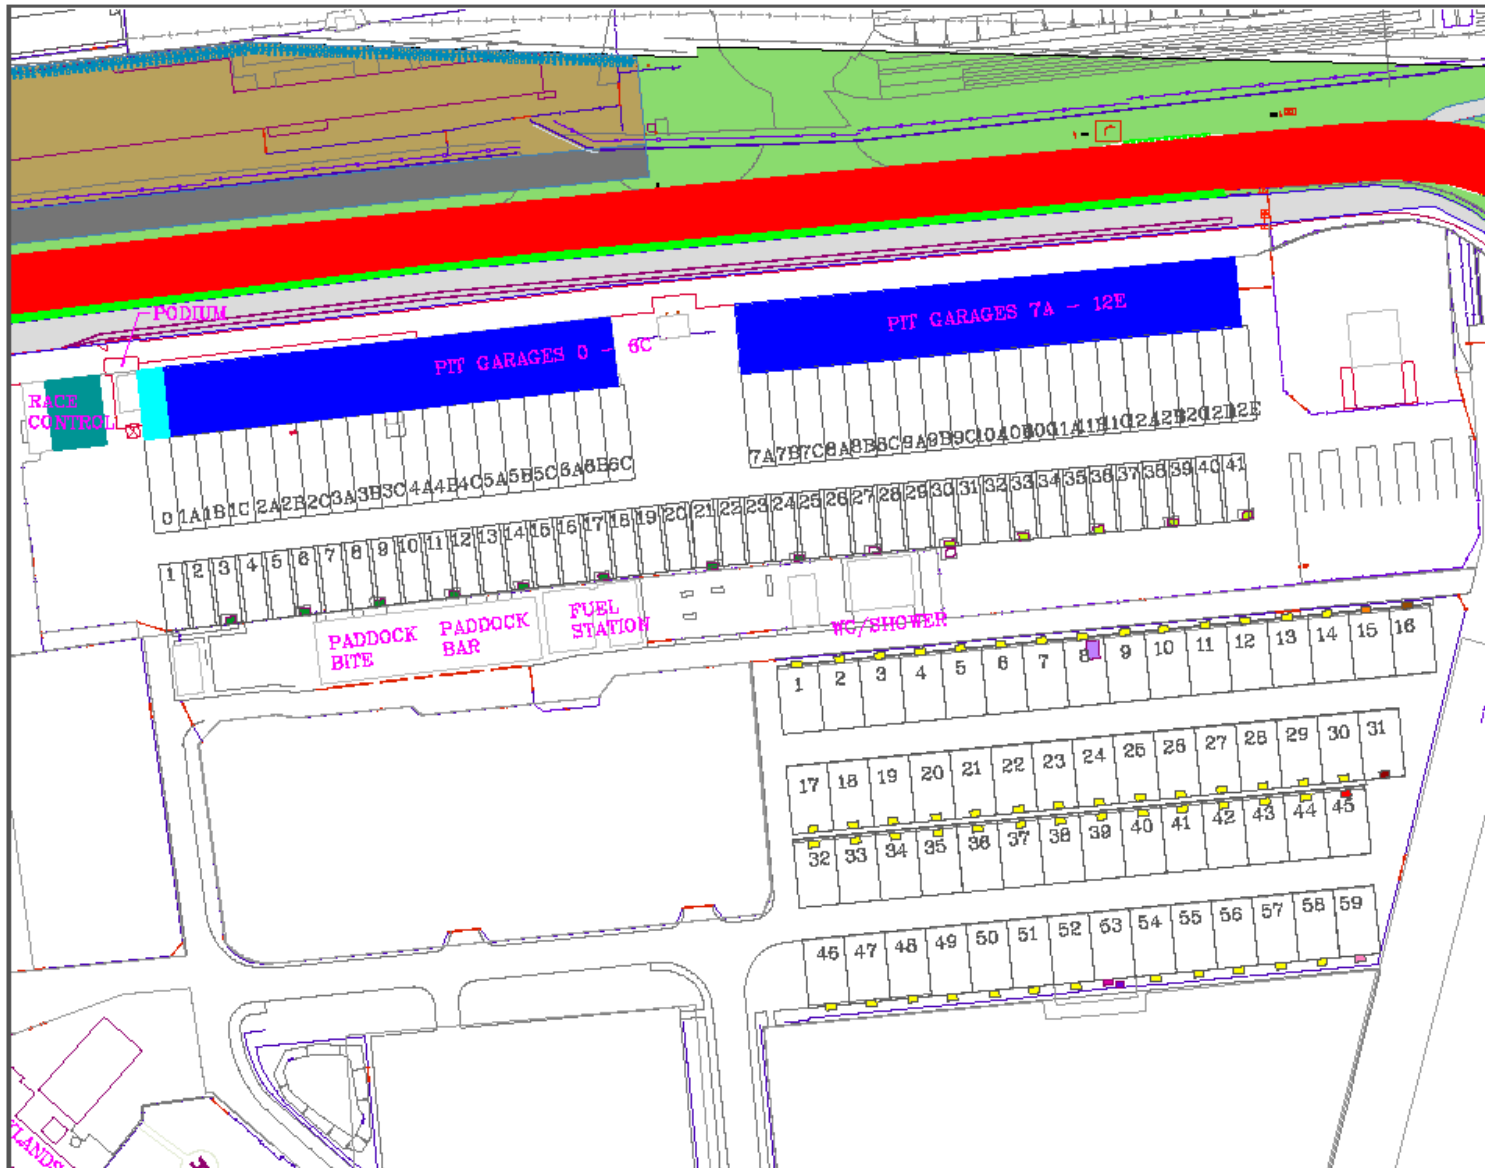 PODIUM
PIT GARAGES 7A - 12E
PIT GARAGES 0 - 6C
RACE
CONTROL
0 1A 1B 1C 2A 2B 2C 3A 3B 3C 4A 4B 4C 5A 5B 5C 6A 6B 6C
7A 7B 7C 8A 8B 8C 9A 9B 9C 10A 10B 10C 11A 11B 11C 12A 12B 12C 12D 12E
1 2 3 4 5 6 7 8 9 10 11 12 13 14 15 16 17 18 19 20 21 22 23 24 25 26 27 28 29 30 31 32 33 34 35 36 37 38 39 40 41
PADDOCK
BITE
PADDOCK
BAR
FUEL
STATION
WC/SHOWER
1 2 3 4 5 6 7 8 9 10 11 12 13 14 15 16
17 18 19 20 21 22 23 24 25 26 27 28 29 30 31
32 33 34 35 36 37 38 39 40 41 42 43 44 45
46 47 48 49 50 51 52 53 54 55 56 57 58 59